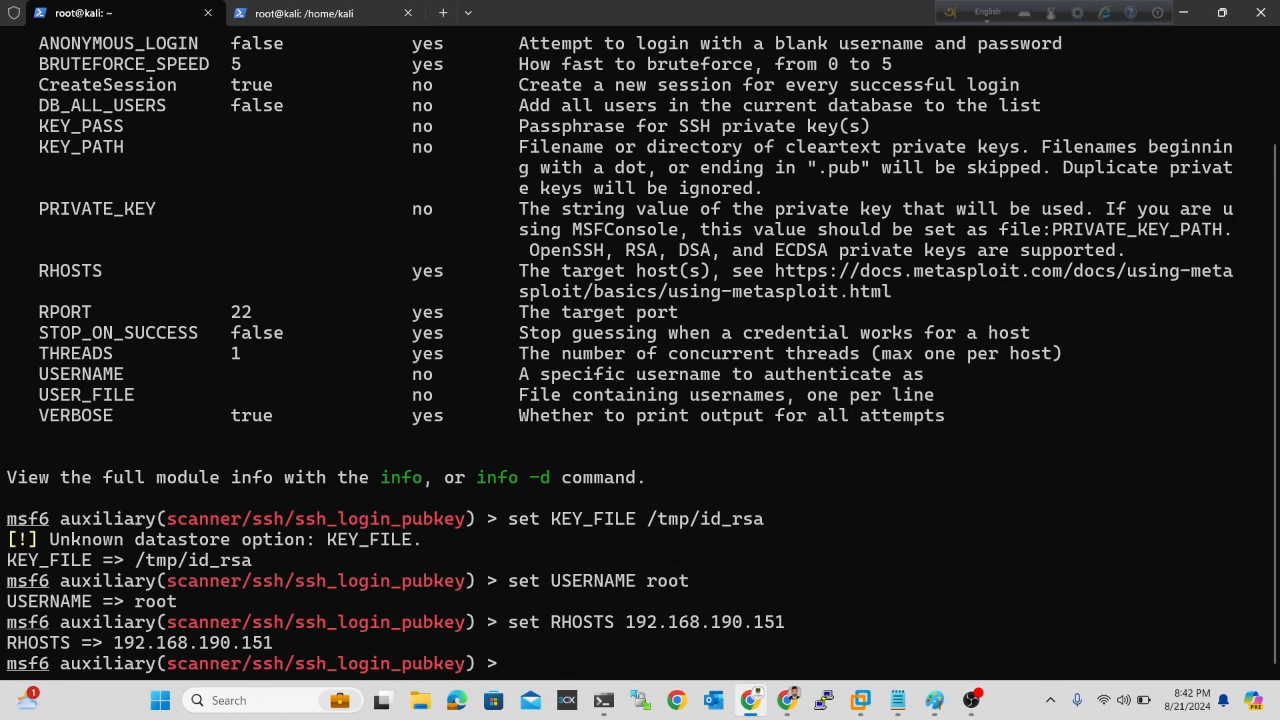 root@kali: ~
root@kali: /home/kali
English
ANONYMOUS_LOGIN false yes Attempt to login with a blank username and password
BRUTEFORCE_SPEED 5 yes How fast to bruteforce, from 0 to 5
CreateSession true no Create a new session for every successful login
DB_ALL_USERS false no Add all users in the current database to the list
KEY_PASS no Passphrase for SSH private key(s)
KEY_PATH no Filename or directory of cleartext private keys. Filenames beginnin
g with a dot, or ending in ".pub" will be skipped. Duplicate privat
e keys will be ignored.
PRIVATE_KEY no The string value of the private key that will be used. If you are u
sing MSFConsole, this value should be set as file:PRIVATE_KEY_PATH.
OpenSSH, RSA, DSA, and ECDSA private keys are supported.
RHOSTS yes The target host(s), see https://docs.metasploit.com/docs/using-meta
sploit/basics/using-metasploit.html
RPORT 22 yes The target port
STOP_ON_SUCCESS false yes Stop guessing when a credential works for a host
THREADS 1 yes The number of concurrent threads (max one per host)
USERNAME no A specific username to authenticate as
USER_FILE no File containing usernames, one per line
VERBOSE true yes Whether to print output for all attempts
View the full module info with the info, or info -d command.
msf6 auxiliary(scanner/ssh/ssh_login_pubkey) > set KEY_FILE /tmp/id_rsa
[!] Unknown datastore option: KEY_FILE.
KEY_FILE => /tmp/id_rsa
msf6 auxiliary(scanner/ssh/ssh_login_pubkey) > set USERNAME root
USERNAME => root
msf6 auxiliary(scanner/ssh/ssh_login_pubkey) > set RHOSTS 192.168.190.151
RHOSTS => 192.168.190.151
msf6 auxiliary(scanner/ssh/ssh_login_pubkey) >
1
Search
3CX
PRE
8:42 PM
8/21/2024